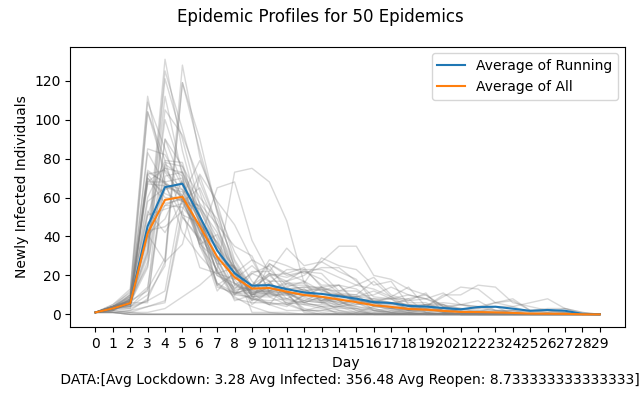 Epidemic Profiles for 50 Epidemics
Average of Running
Average of All
Newly Infected Individuals
120
100
80
60
40
20
0
0 1 2 3 4 5 6 7 8 9 10 11 12 13 14 15 16 17 18 19 20 21 22 23 24 25 26 27 28 29
Day
DATA:[Avg Lockdown: 3.28 Avg Infected: 356.48 Avg Reopen: 8.733333333333333]